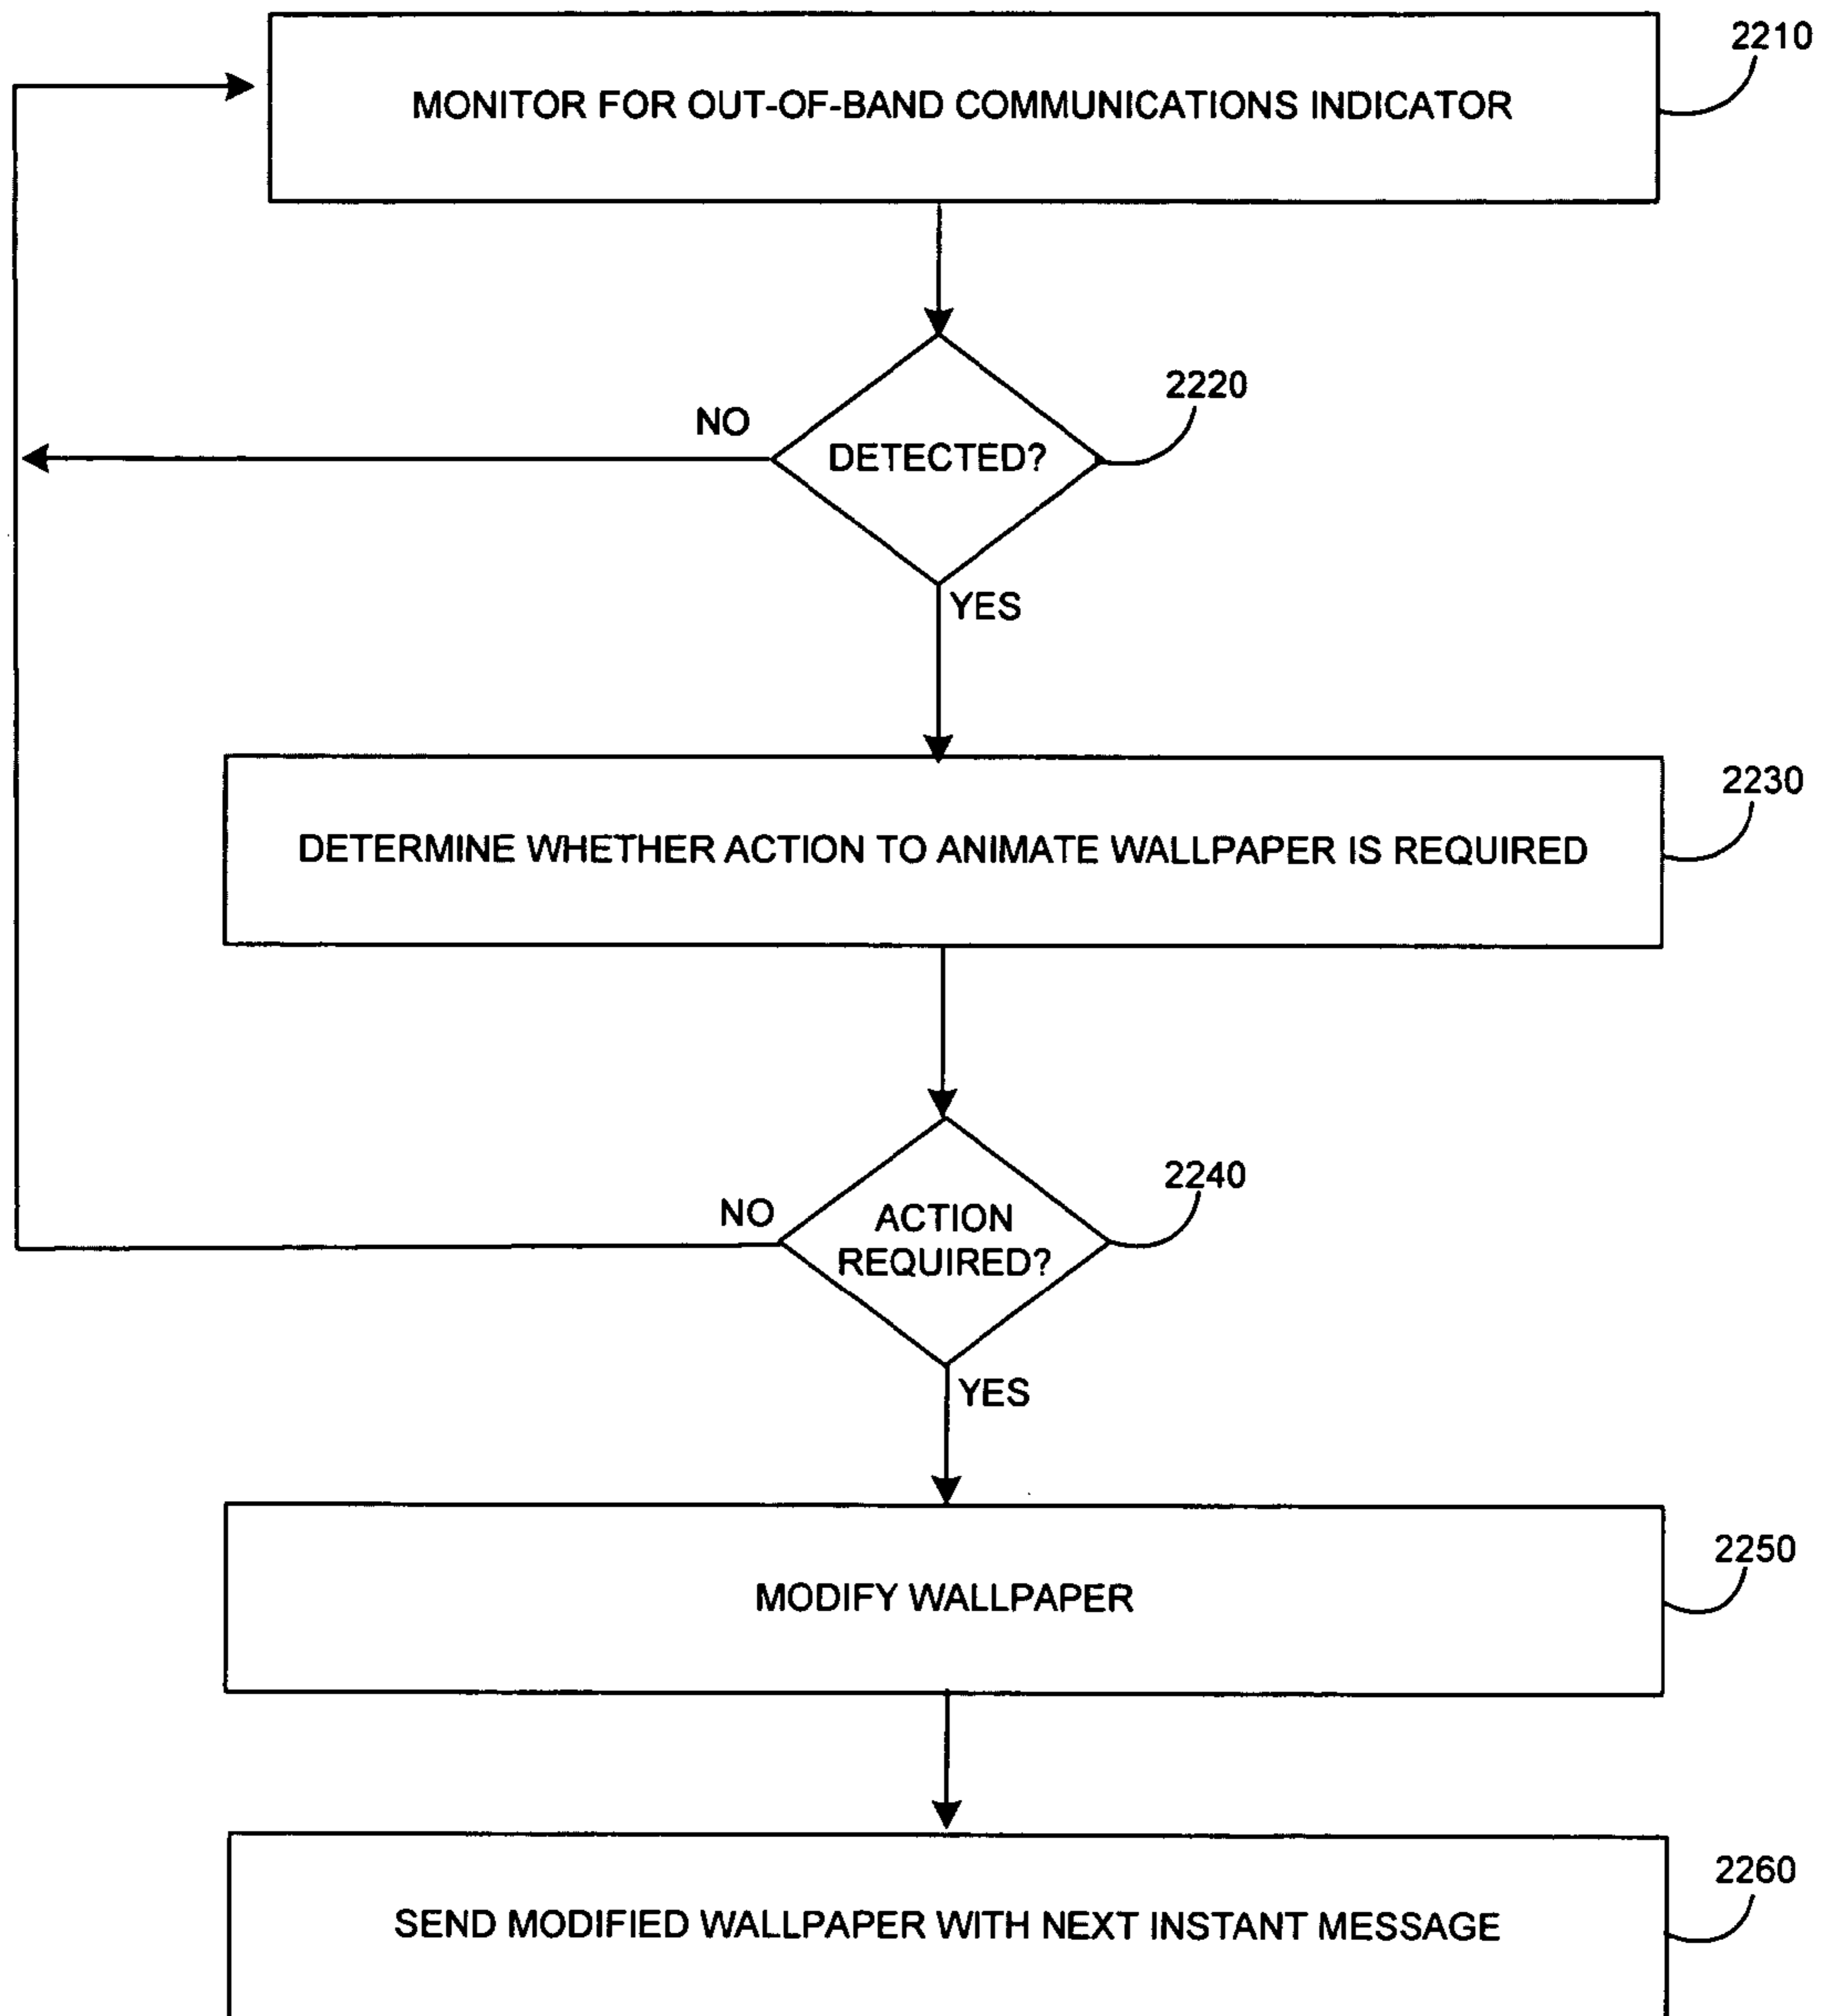 2210
MONITOR FOR OUT-OF-BAND COMMUNICATIONS INDICATOR
2220
NO
DETECTED?
YES
2230
DETERMINE WHETHER ACTION TO ANIMATE WALLPAPER IS REQUIRED
2240
NO
ACTION
REQUIRED?
YES
2250
MODIFY WALLPAPER
2260
SEND MODIFIED WALLPAPER WITH NEXT INSTANT MESSAGE